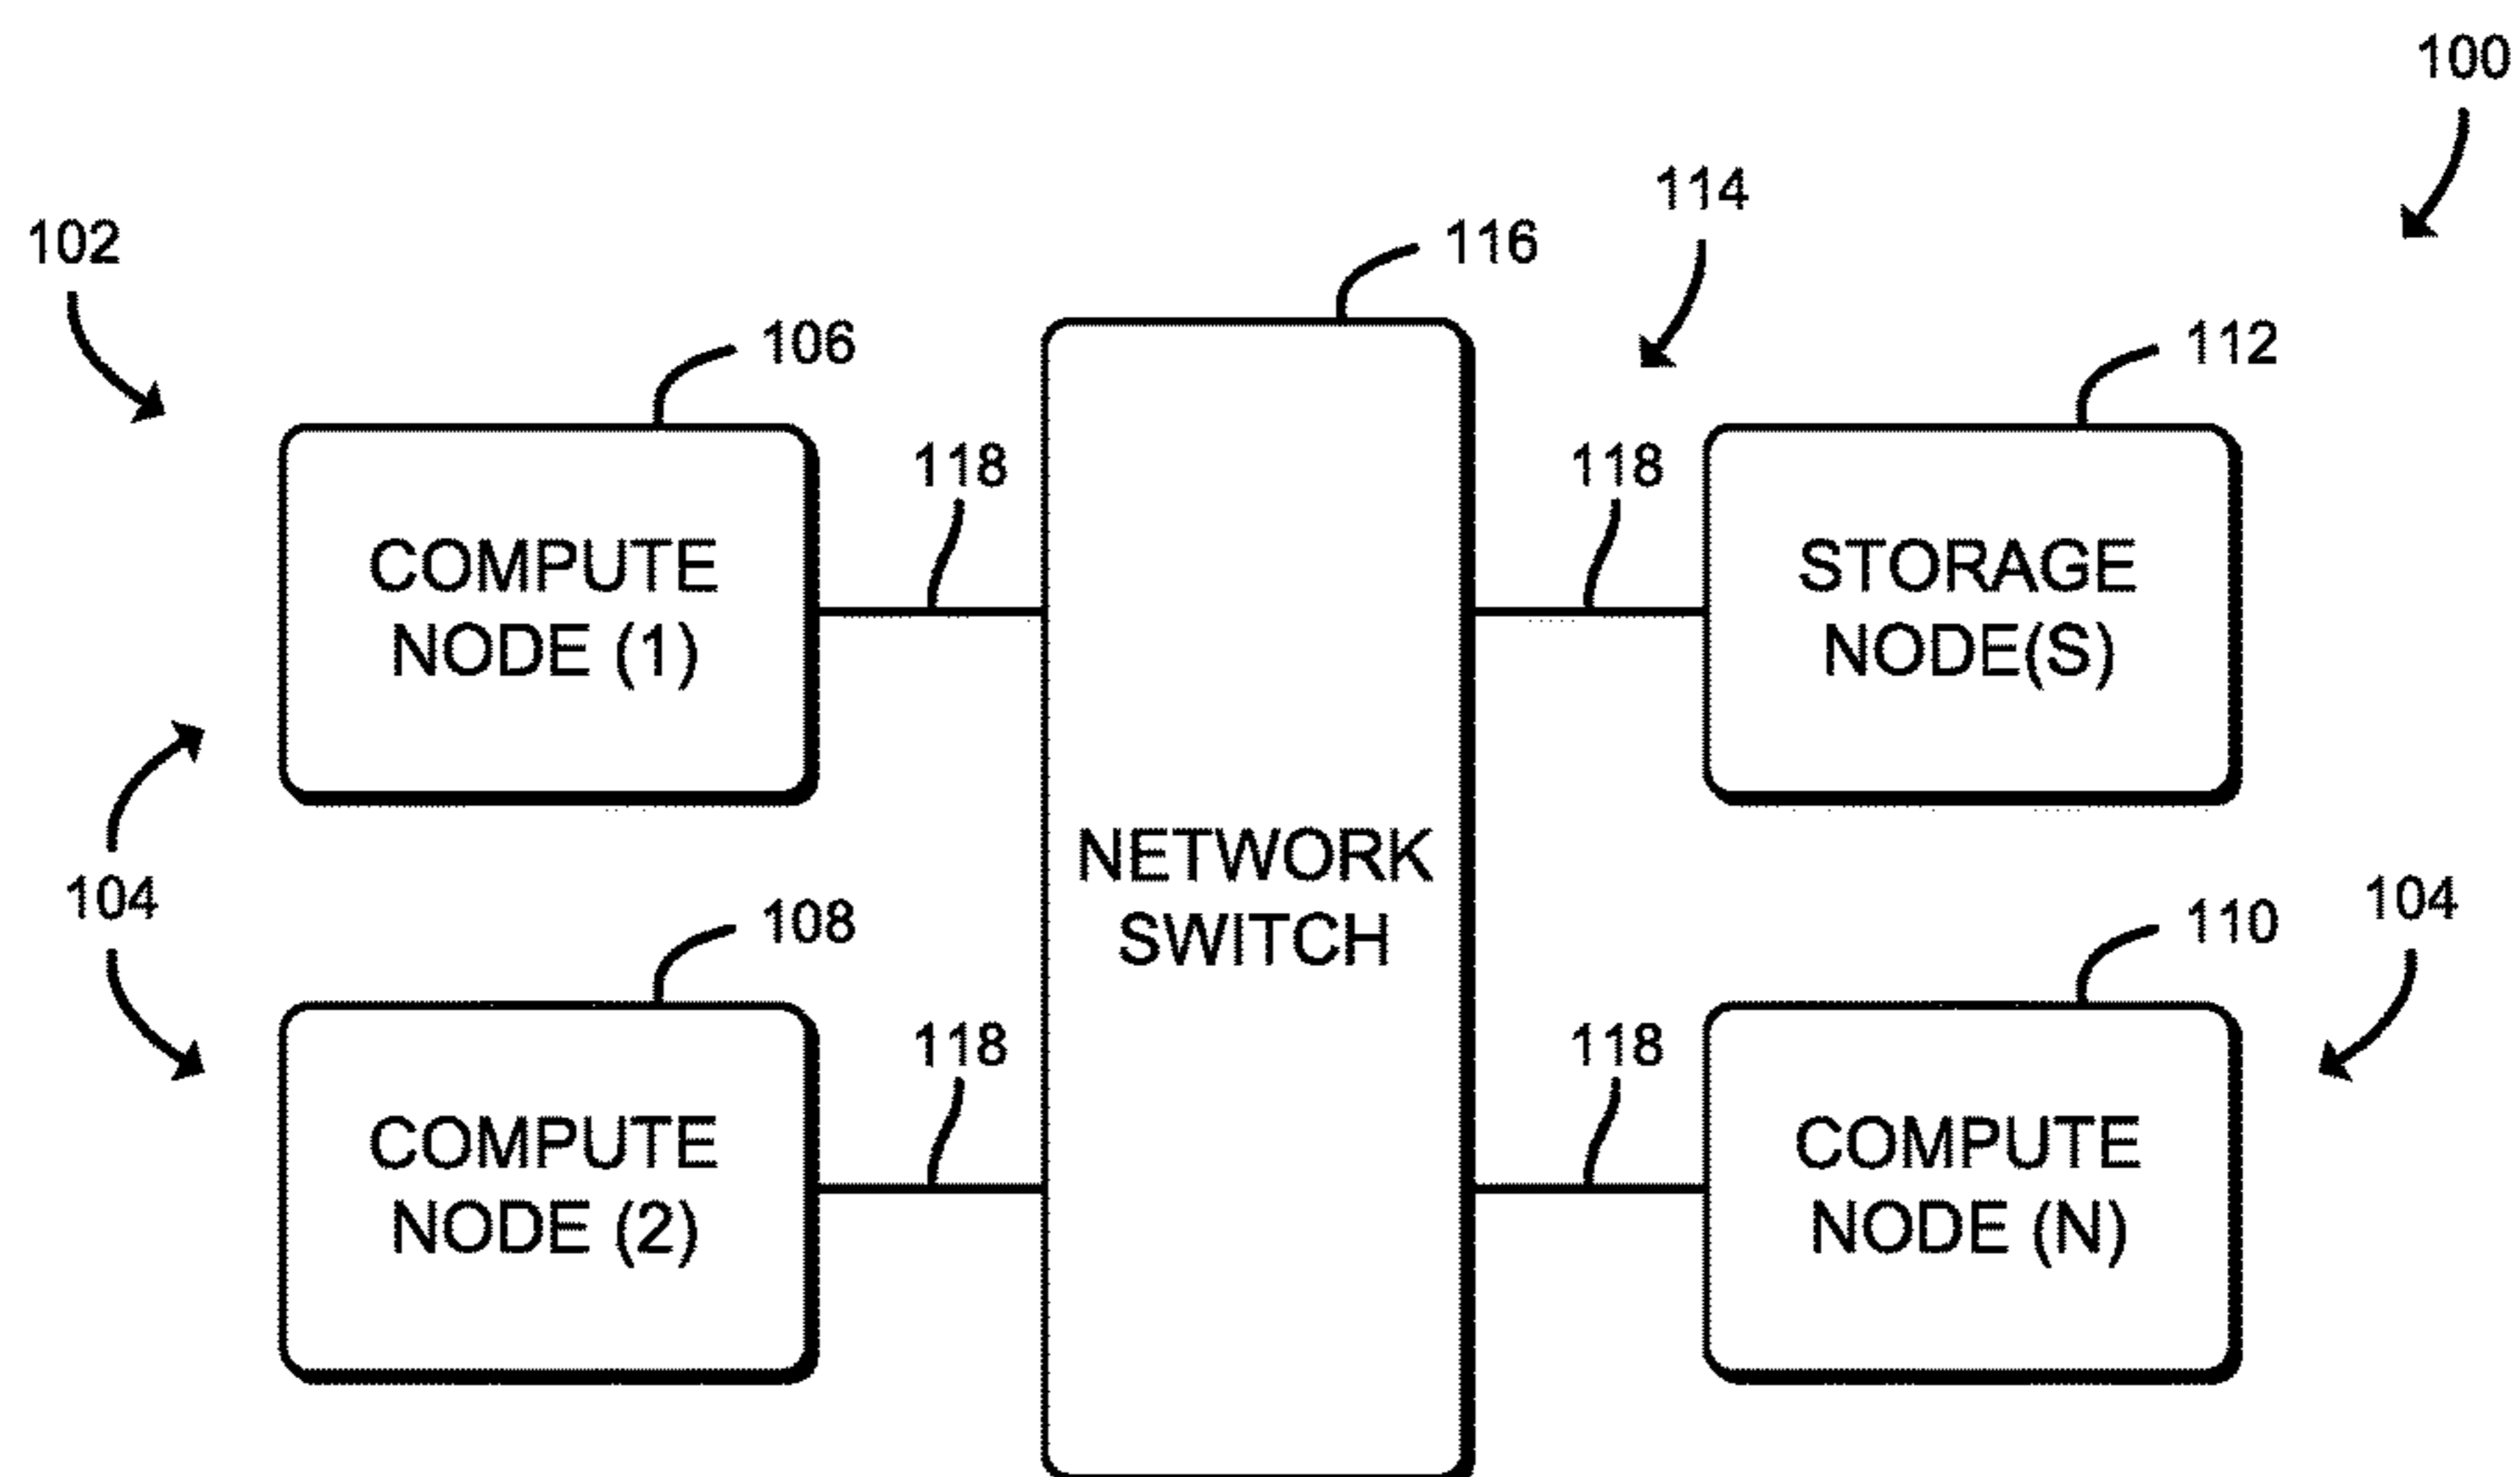 100
114
102
116
106
112
118
118
COMPUTE
NODE (1)
STORAGE
NODE(S)
NETWORK
SWITCH
104
108
110
104
118
118
COMPUTE
NODE (2)
COMPUTE
NODE (N)